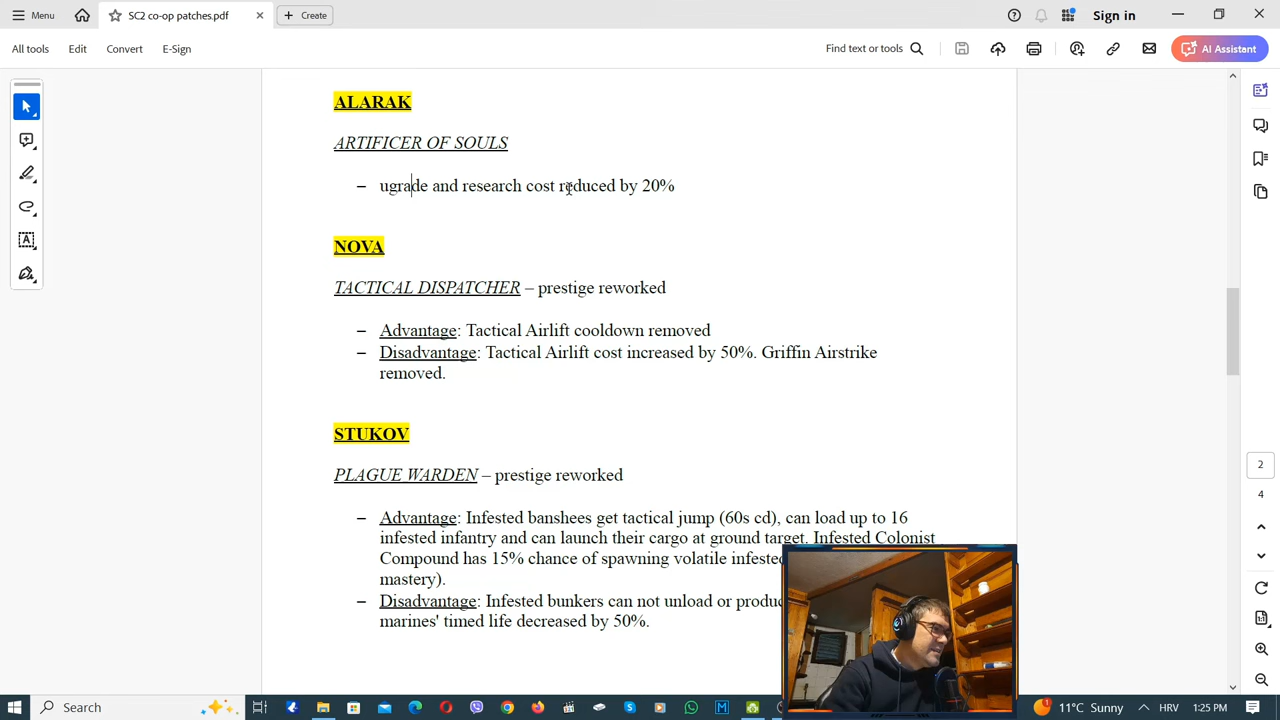 Menu
SC2 co-op patches.pdf
Create
Sign in
All tools
Edit
Convert
E-Sign
Find text or tools
AI Assistant
ALARAK
ARTIFICER OF SOULS
– ugrade and research cost reduced by 20%
NOVA
TACTICAL DISPATCHER – prestige reworked
– Advantage: Tactical Airlift cooldown removed
– Disadvantage: Tactical Airlift cost increased by 50%. Griffin Airstrike
removed.
STUKOV
PLAGUE WARDEN – prestige reworked
– Advantage: Infested banshees get tactical jump (60s cd), can load up to 16
infested infantry and can launch their cargo at ground target. Infested Colonist
Compound has 15% chance of spawning volatile infested
mastery).
– Disadvantage: Infested bunkers can not unload or produc
marines' timed life decreased by 50%.
2
4
Search
11°C Sunny
HRV
1:25 PM